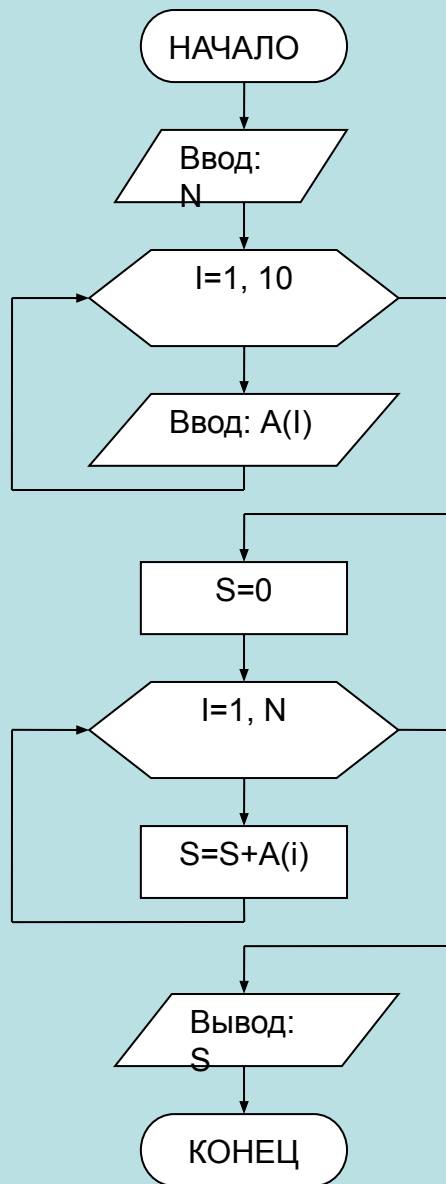 НАЧАЛО
Ввод:
N
I=1, 10
Ввод: A(I)
S=0
I=1, N
S=S+A(i)
Вывод:
S
КОНЕЦ